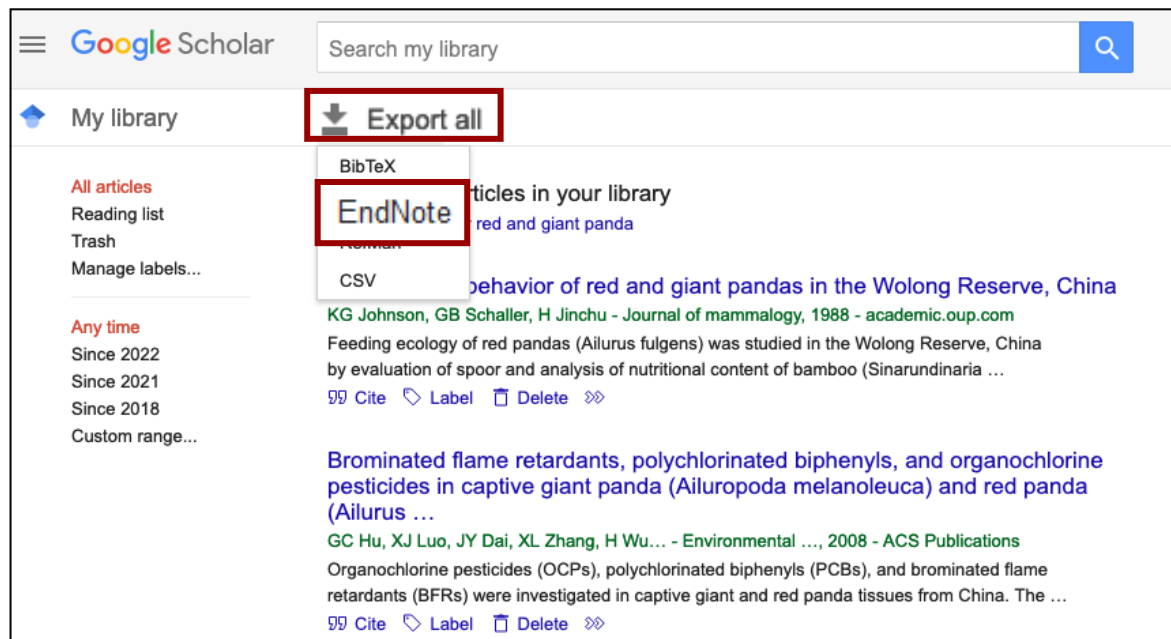 Google Scholar
Search my library
My library
Export all
BibTeX
EndNote
RefMan
CSV
All articles
Reading list
Trash
Manage labels...
Any time
Since 2022
Since 2021
Since 2018
Custom range...
articles in your library
red and giant panda
behavior of red and giant pandas in the Wolong Reserve, China
KG Johnson, GB Schaller, H Jinchu - Journal of mammalogy, 1988 - academic.oup.com
Feeding ecology of red pandas (Ailurus fulgens) was studied in the Wolong Reserve, China
by evaluation of spoor and analysis of nutritional content of bamboo (Sinarundinaria …
Cite Label Delete
Brominated flame retardants, polychlorinated biphenyls, and organochlorine
pesticides in captive giant panda (Ailuropoda melanoleuca) and red panda
(Ailurus …
GC Hu, XJ Luo, JY Dai, XL Zhang, H Wu… - Environmental …, 2008 - ACS Publications
Organochlorine pesticides (OCPs), polychlorinated biphenyls (PCBs), and brominated flame
retardants (BFRs) were investigated in captive giant and red panda tissues from China. The …
Cite Label Delete